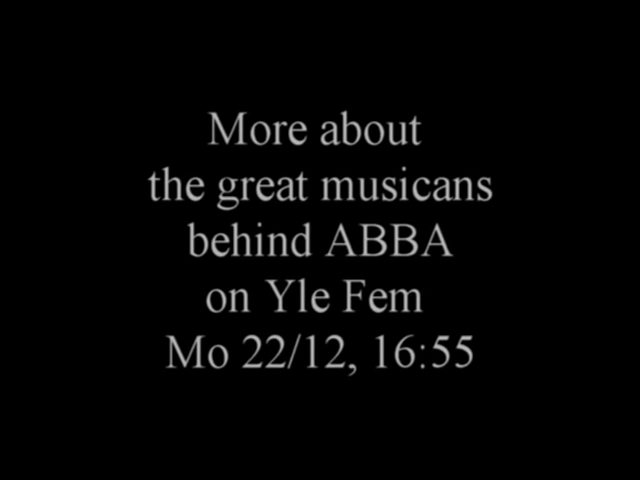 More about
the great musicans
behind ABBA
on Yle Fem
Mo 22/12, 16:55